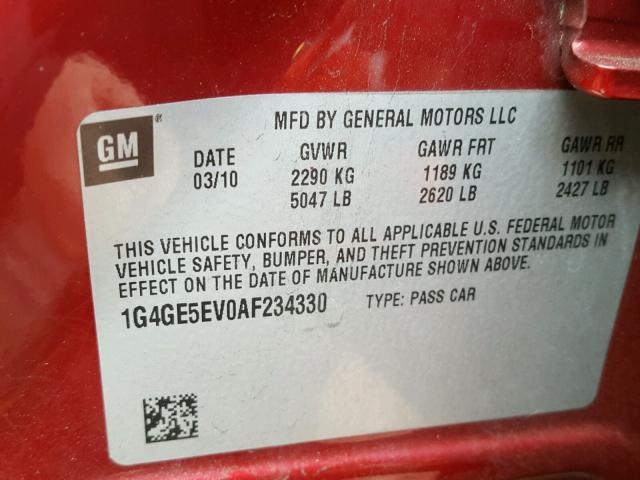 GM ®
MFD BY GENERAL MOTORS LLC
DATE GVWR GAWR FRT GAWR RR
03/10 2290 KG 1189 KG 1101 KG
5047 LB 2620 LB 2427 LB
THIS VEHICLE CONFORMS TO ALL APPLICABLE U.S. FEDERAL MOTOR
VEHICLE SAFETY, BUMPER, AND THEFT PREVENTION STANDARDS IN
EFFECT ON THE DATE OF MANUFACTURE SHOWN ABOVE.
1G4GE5EV0AF234330 TYPE: PASS CAR